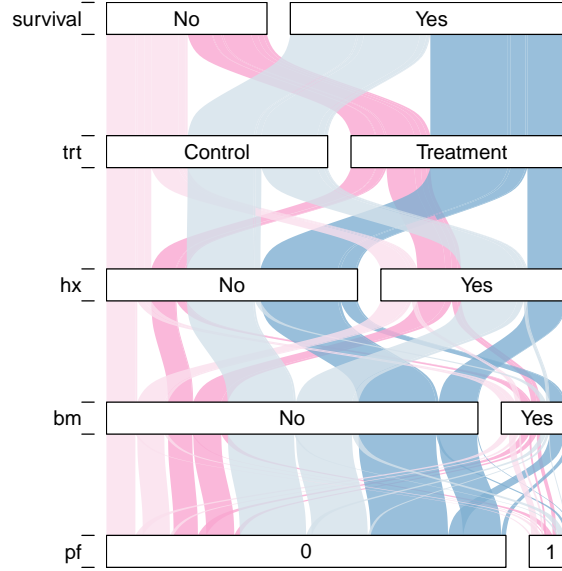 survival No Yes
trt Control Treatment
hx No Yes
bm No Yes
pf 0 1